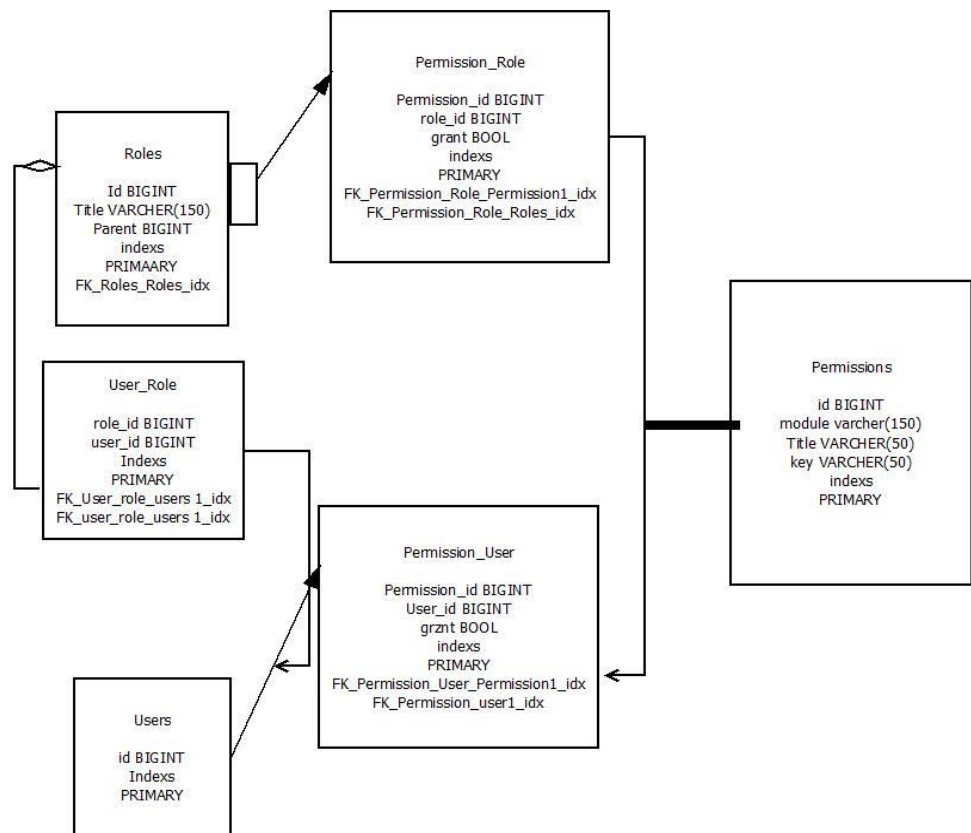 Permission_Role
Permission_id BIGINT
role_id BIGINT
grant BOOL
indexs
PRIMARY
FK_Permission_Role_Permission1_idx
FK_Permission_Role_Roles_idx
Roles
Id BIGINT
Title VARCHER(150)
Parent BIGINT
indexs
PRIMAARY
FK_Roles_Roles_idx
User_Role
role_id BIGINT
user_id BIGINT
Indexs
PRIMARY
FK_User_role_users 1_idx
FK_user_role_users 1_idx
Permissions
id BIGINT
module varchar(150)
Title VARCHER(50)
key VARCHER(50)
indexs
PRIMARY
Permission_User
Permission_id BIGINT
User_id BIGINT
grznt BOOL
indexs
PRIMARY
FK_Permission_User_Permission1_idx
FK_Permission_user1_idx
Users
id BIGINT
Indexs
PRIMARY